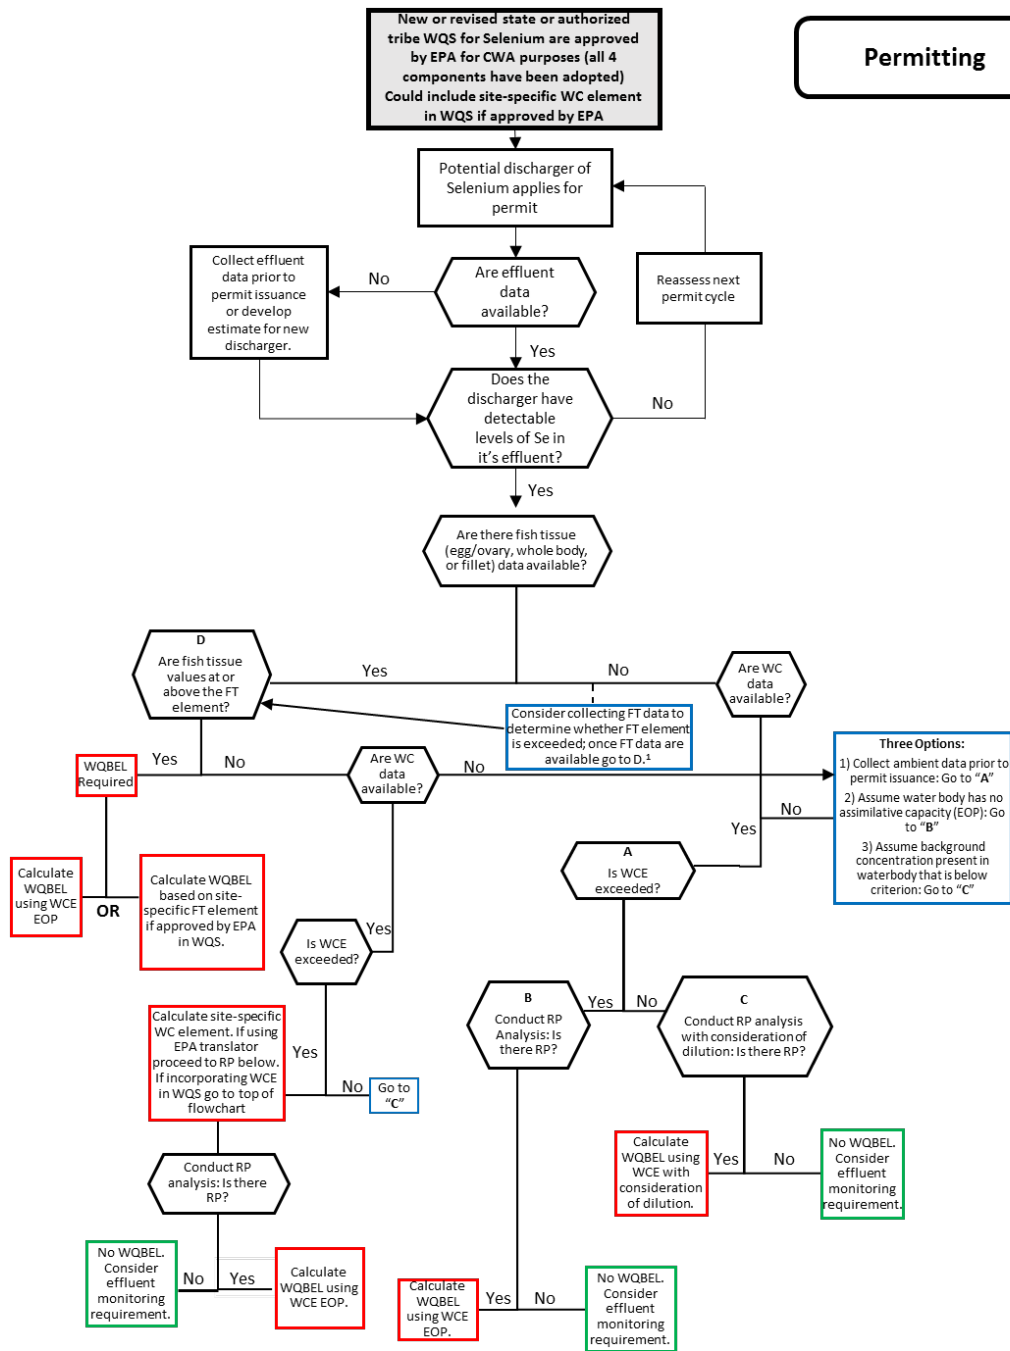 New or revised state or authorized
tribe WQS for Selenium are approved
by EPA for CWA purposes (all 4
components have been adopted)
Could include site-specific WC element
in WQS if approved by EPA
Permitting
Potential discharger of
Selenium applies for
permit
Collect effluent
data prior to
permit issuance
or develop
estimate for new
discharger.
No
Are effluent
data
available?
Reassess next
permit cycle
Yes
Does the
discharger have
detectable
levels of Se in
it's effluent?
No
Yes
Are there fish tissue
(egg/ovary, whole body,
or fillet) data available?
D
Are fish tissue
values at or
above the FT
element?
Yes
No
Are WC
data
available?
Consider collecting FT data to
determine whether FT element
is exceeded; once FT data are
available go to D.¹
Three Options:
1) Collect ambient data prior to
permit issuance: Go to “A”
2) Assume water body has no
assimilative capacity (EOP): Go
to “B”
3) Assume background
concentration present in
waterbody that is below
criterion: Go to “C”
WQBEL
Required
Yes
No
Are WC data
available?
No
No
Yes
Calculate
WQBEL
using WCE
EOP
OR
Calculate WQBEL
based on site-
specific FT element
if approved by EPA
in WQS.
A
Is WCE
exceeded?
Yes
Is WCE
exceeded?
Calculate site-specific
WC element. If using
EPA translator
proceed to RP below.
If incorporating WCE
in WQS go to top of
flowchart
Yes
No
Go to
“C”
B
Conduct RP
Analysis: Is
there RP?
Yes
No
C
Conduct RP analysis
with consideration of
dilution: Is there RP?
Calculate
WQBEL using
WCE with
consideration
of dilution.
Yes
No
No WQBEL.
Consider
effluent
monitoring
requirement.
Conduct RP
analysis: Is there
RP?
No WQBEL.
Consider
effluent
monitoring
requirement.
No
Yes
Calculate
WQBEL using
WCE EOP.
Calculate
WQBEL
using WCE
EOP.
Yes
No
No WQBEL.
Consider
effluent
monitoring
requirement.